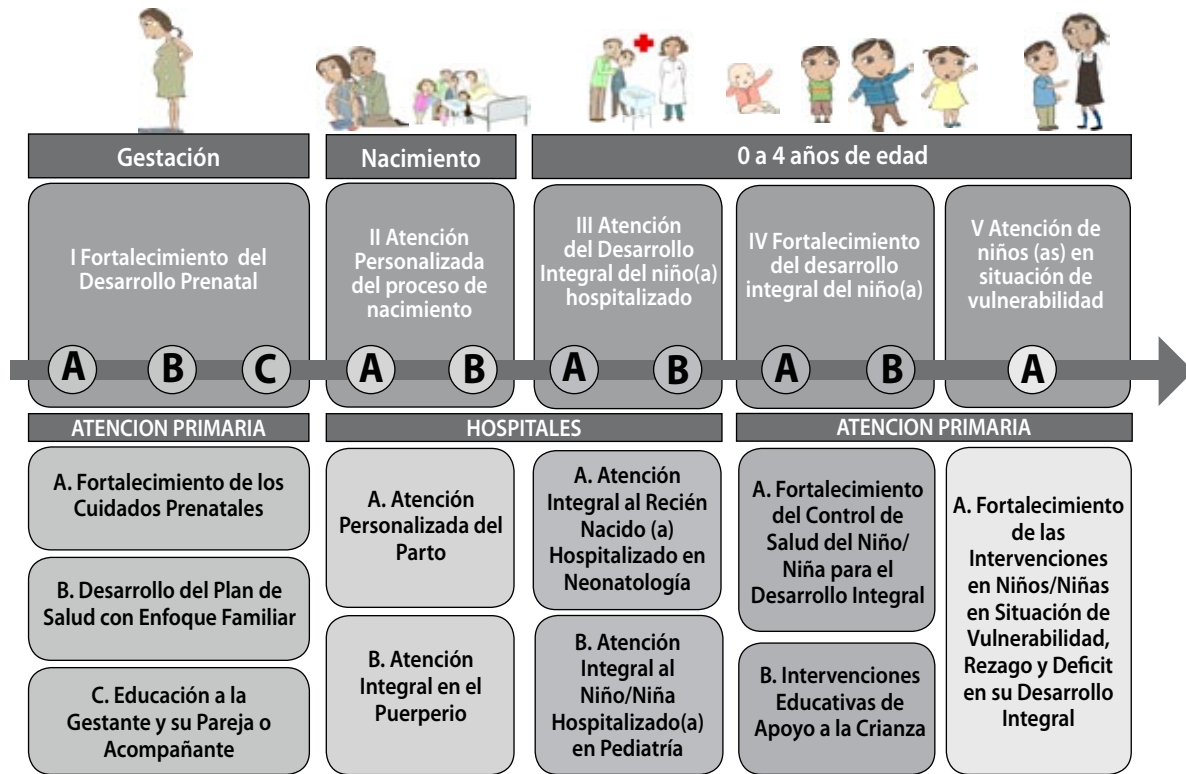 Gestación
Nacimiento
0 a 4 años de edad
I Fortalecimiento del
Desarrollo Prenatal
II Atención
Personalizada
del proceso de
nacimiento
III Atención
del Desarrollo
Integral del niño(a)
hospitalizado
IV Fortalecimiento
del desarrollo
integral del niño(a)
V Atención de
niños (as) en
situación de
vulnerabilidad
A
B
C
A
B
A
B
A
B
A
ATENCION PRIMARIA
HOSPITALES
ATENCION PRIMARIA
A. Fortalecimiento de los
Cuidados Prenatales
B. Desarrollo del Plan de
Salud con Enfoque Familiar
C. Educación a la
Gestante y su Pareja o
Acompañante
A. Atención
Personalizada del
Parto
B. Atención
Integral en el
Puerperio
A. Atención
Integral al Recién
Nacido (a)
Hospitalizado en
Neonatología
B. Atención
Integral al
Niño/Niña
Hospitalizado(a)
en Pediatría
A. Fortalecimiento
del Control de
Salud del Niño/
Niña para el
Desarrollo Integral
B. Intervenciones
Educativas de
Apoyo a la Crianza
A. Fortalecimiento
de las
Intervenciones
en Niños/Niñas
en Situación de
Vulnerabilidad,
Rezago y Deficit
en su Desarrollo
Integral